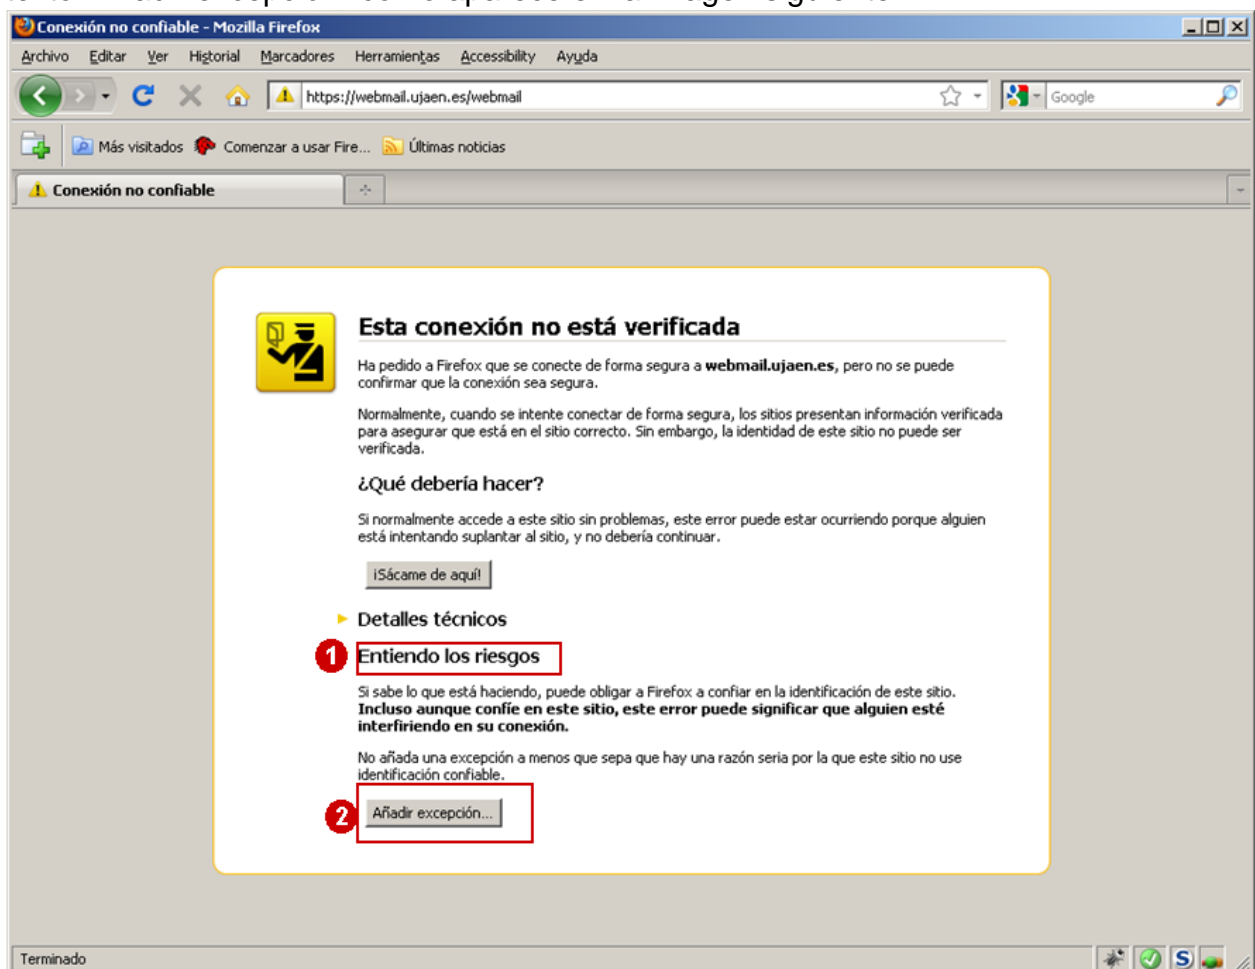 Conexión no confiable - Mozilla Firefox
Archivo Editar Ver Historial Marcadores Herramientas Accessibility Ayuda
https://webmail.ujaen.es/webmail Google
Más visitados Comenzar a usar Fire... Últimas noticias
Conexión no confiable
Esta conexión no está verificada
Ha pedido a Firefox que se conecte de forma segura a webmail.ujaen.es, pero no se puede
confirmar que la conexión sea segura.
Normalmente, cuando se intente conectar de forma segura, los sitios presentan información verificada
para asegurar que está en el sitio correcto. Sin embargo, la identidad de este sitio no puede ser
verificada.
¿Qué debería hacer?
Si normalmente accede a este sitio sin problemas, este error puede estar ocurriendo porque alguien
está intentando suplantar al sitio, y no debería continuar.
¡Sácame de aquí!
Detalles técnicos
1 Entiendo los riesgos
Si sabe lo que está haciendo, puede obligar a Firefox a confiar en la identificación de este sitio.
Incluso aunque confíe en este sitio, este error puede significar que alguien esté
interfiriendo en su conexión.
No añada una excepción a menos que sepa que hay una razón seria por la que este sitio no use
identificación confiable.
2 Añadir excepción...
Terminado S